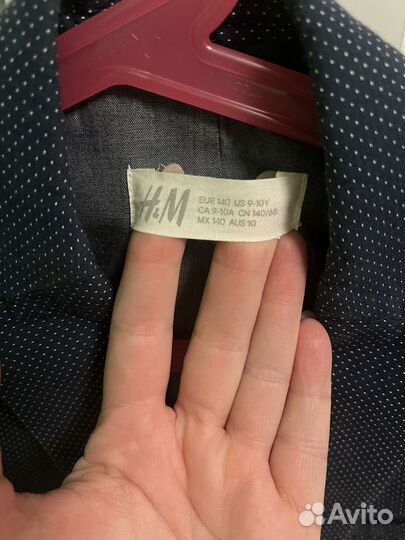 H&M
EUR 140 US 9-10Y
CA 9-10A CN 140/68
MX 140 AUS 10
Avito